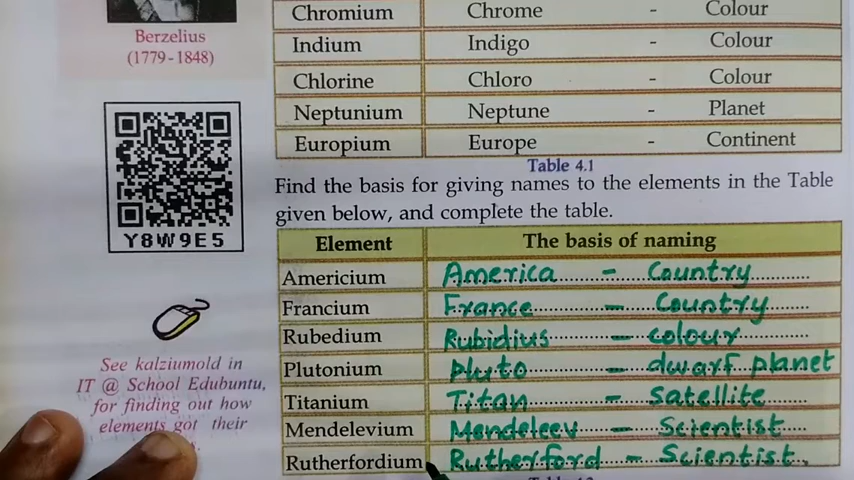 Chromium Chrome - Colour
Berzelius
(1779-1848)
Indium Indigo - Colour
Chlorine Chloro - Colour
Neptunium Neptune - Planet
Europium Europe - Continent
Table 4.1
Find the basis for giving names to the elements in the Table
given below, and complete the table.
Y8W9E5
Element The basis of naming
Americium America - Country
Francium France - Country
Rubedium Rubidius - colour
Plutonium Pluto - dwarf planet
Titanium Titan - Satellite
Mendelevium Mendeleev - Scientist
Rutherfordium Rutherford - Scientist.
See kalziumold in
IT @ School Edubuntu,
for finding out how
elements got their